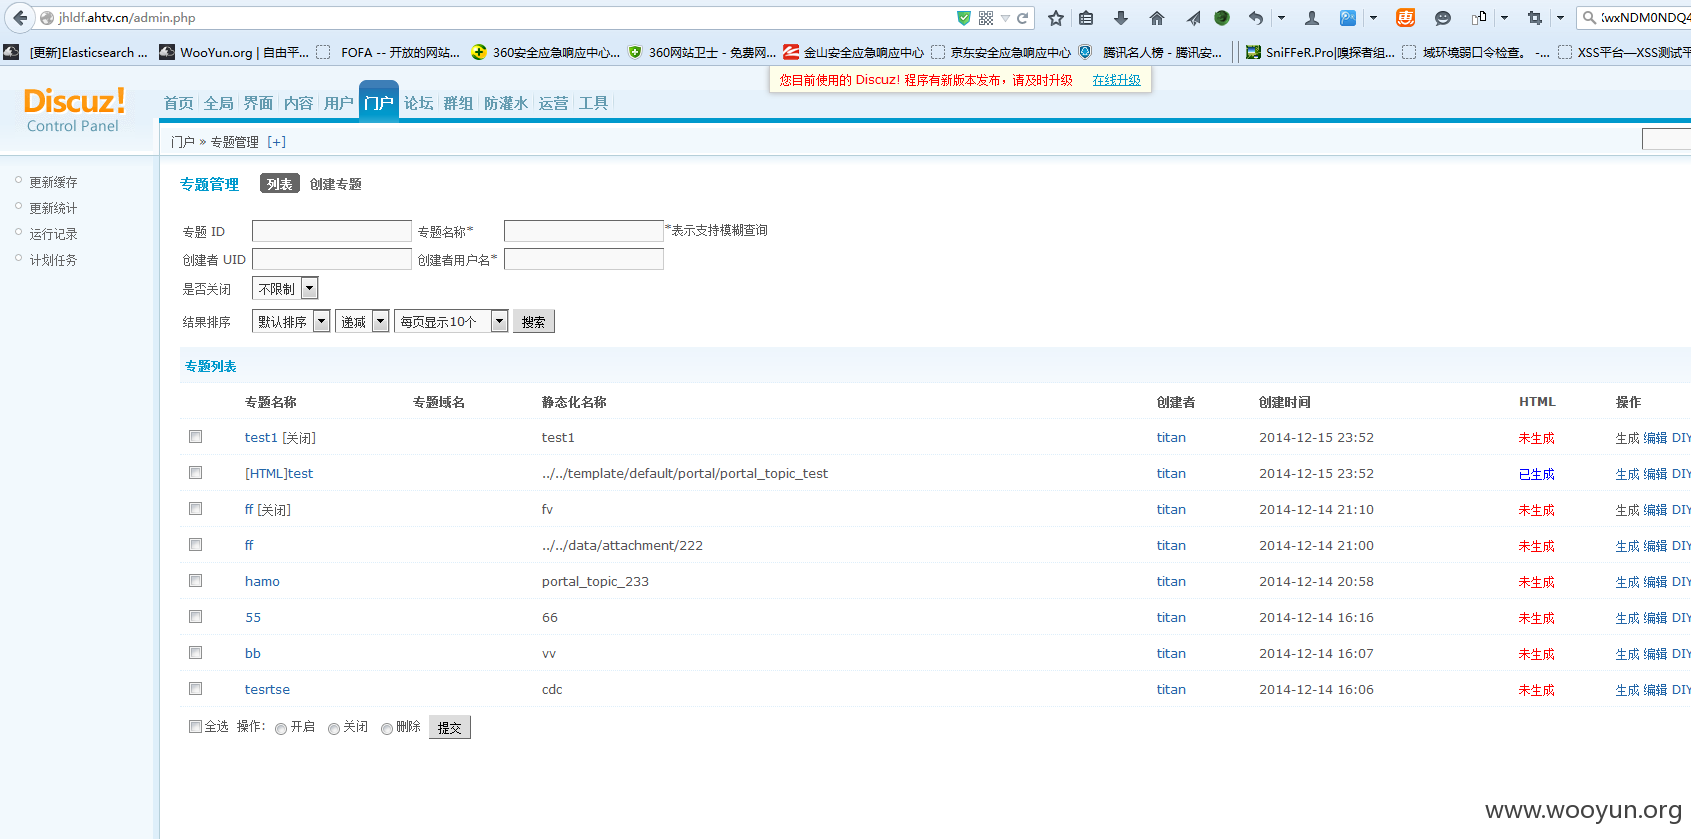 jhldf.ahtv.cn/admin.php
wxNDM0NDQ4
[更新]Elasticsearch ... WooYun.org | 自由平... FOFA -- 开放的网站... 360安全应急响应中心... 360网站卫士 - 免费网... 金山安全应急响应中心 京东安全应急响应中心 腾讯名人榜 - 腾讯安... SniFFeR.Pro|嗅探者组... 域环境弱口令检查。 -... XSS平台—XSS测试平
您目前使用的 Discuz! 程序有新版本发布，请及时升级 在线升级
Discuz!
Control Panel
首页 全局 界面 内容 用户 门户 论坛 群组 防灌水 运营 工具
门户 » 专题管理 [+]
更新缓存
更新统计
运行记录
计划任务
专题管理 列表 创建专题
专题 ID 专题名称* *表示支持模糊查询
创建者 UID 创建者用户名*
是否关闭 不限制
结果排序 默认排序 递减 每页显示10个 搜索
专题列表
专题名称 专题域名 静态化名称 创建者 创建时间 HTML 操作
test1 [关闭] test1 titan 2014-12-15 23:52 未生成 生成 编辑 DIY
[HTML]test ../../template/default/portal/portal_topic_test titan 2014-12-15 23:52 已生成 生成 编辑 DIY
ff [关闭] fv titan 2014-12-14 21:10 未生成 生成 编辑 DIY
ff ../../data/attachment/222 titan 2014-12-14 21:00 未生成 生成 编辑 DIY
hamo portal_topic_233 titan 2014-12-14 20:58 未生成 生成 编辑 DIY
55 66 titan 2014-12-14 16:16 未生成 生成 编辑 DIY
bb vv titan 2014-12-14 16:07 未生成 生成 编辑 DIY
tesrtse cdc titan 2014-12-14 16:06 未生成 生成 编辑 DIY
全选 操作: 开启 关闭 删除 提交
www.wooyun.org